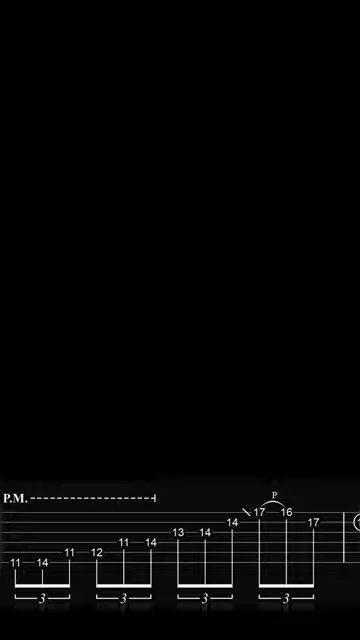 P.M.
P
17 16
14 17
13 14
11 14
11 12
11 14
3 3 3 3